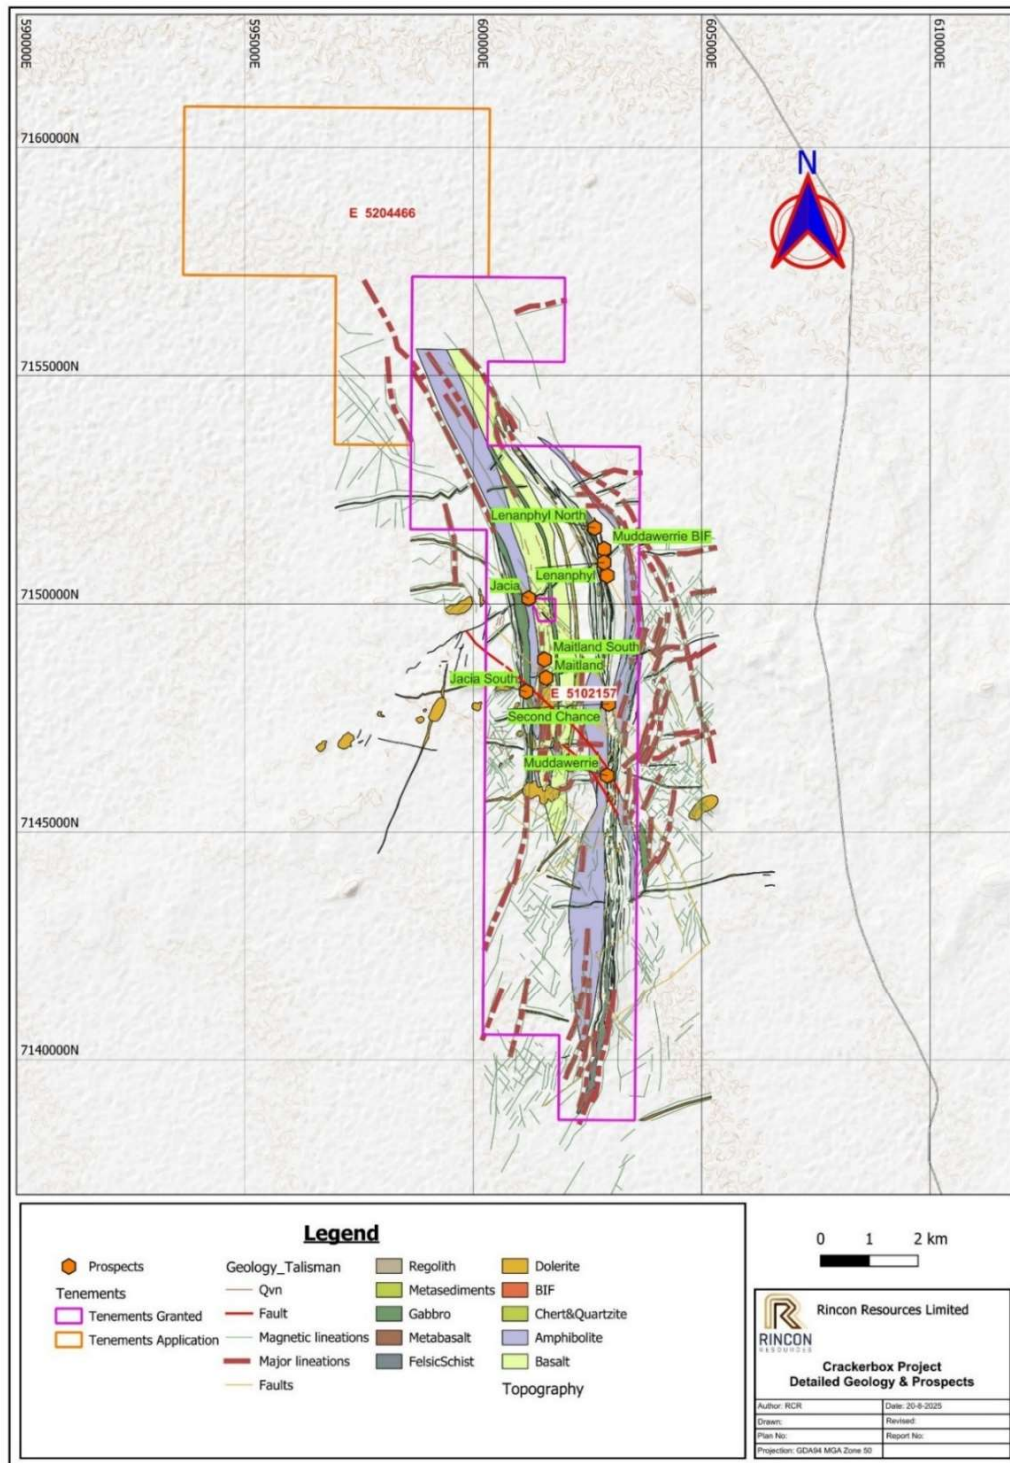 590000E
595000E
600000E
605000E
610000E
N
7160000N
E 5204466
7155000N
Lenanphyl North
Muddawerrie BIF
Lenanphyl
Jacia
7150000N
Maitland South
Maitland
Jacia South
E 5102157
Second Chance
Muddawerrie
7145000N
7140000N
Legend
Prospects
Tenements
Tenements Granted
Tenements Application
Geology_Talisman
Qvn
Fault
Magnetic lineations
Major lineations
Faults
Regolith
Metasediments
Gabbro
Metabasalt
FelsicSchist
Dolerite
BIF
Chert&Quartzite
Amphibolite
Basalt
Topography
0 1 2 km
RINCON
RESOURCES
Rincon Resources Limited
Crackerbox Project
Detailed Geology & Prospects
Author: RCR
Date: 20-8-2025
Drawn:
Revised:
Plan No:
Report No:
Projection: GDA94 MGA Zone 50